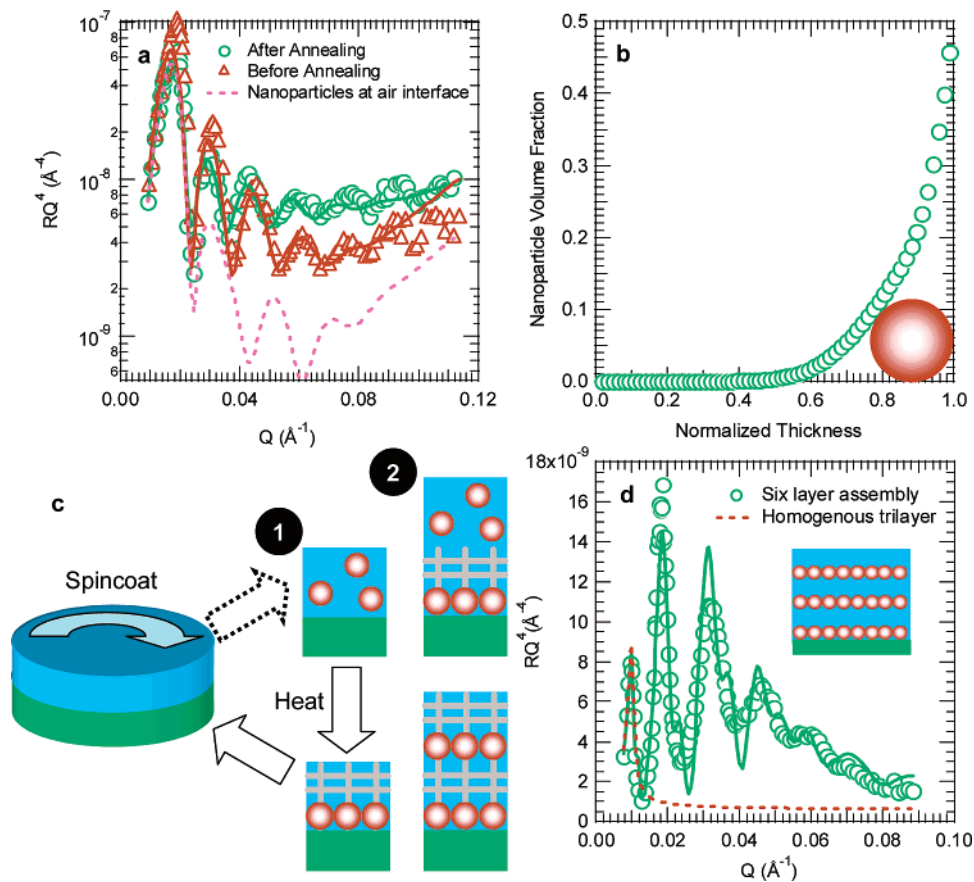 a
After Annealing
Before Annealing
Nanoparticles at air interface
RQ⁴ (Å⁻⁴)
10⁻⁷
8
6
4
2
10⁻⁸
8
6
4
2
10⁻⁹
8
6
0.00
0.04
0.08
0.12
Q (Å⁻¹)
b
Nanoparticle Volume Fraction
0.5
0.4
0.3
0.2
0.1
0.0
0.0
0.2
0.4
0.6
0.8
1.0
Normalized Thickness
c
1
2
Spincoat
Heat
d
Six layer assembly
Homogenous trilayer
RQ⁴(Å⁻⁴)
18x10⁻⁹
16
14
12
10
8
6
4
2
0
0.00
0.02
0.04
0.06
0.08
0.10
Q (Å⁻¹)